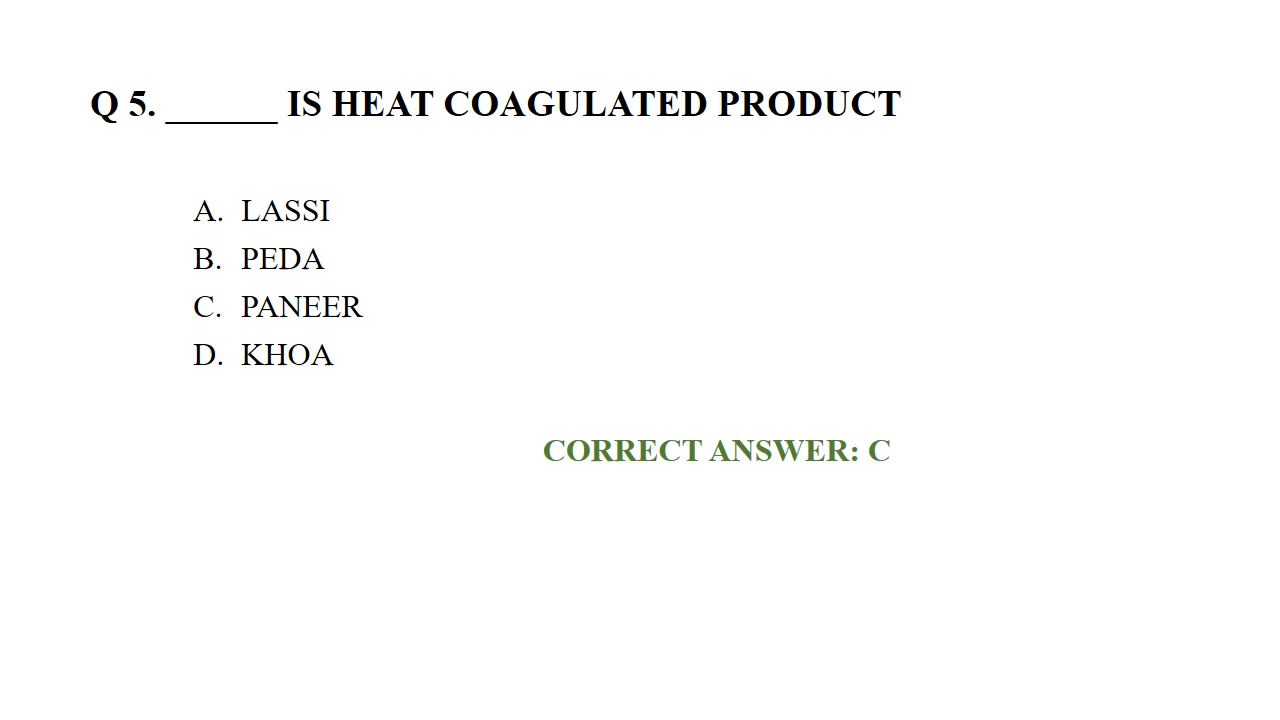 Q 5. ______ IS HEAT COAGULATED PRODUCT
A. LASSI
B. PEDA
C. PANEER
D. KHOA
CORRECT ANSWER: C